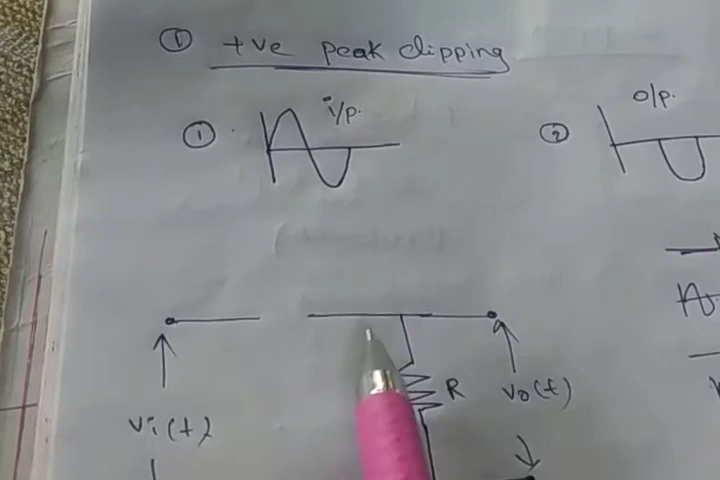 ① +ve peak clipping
① i/p.
② o/p.
R
vi(t)
vo(t)